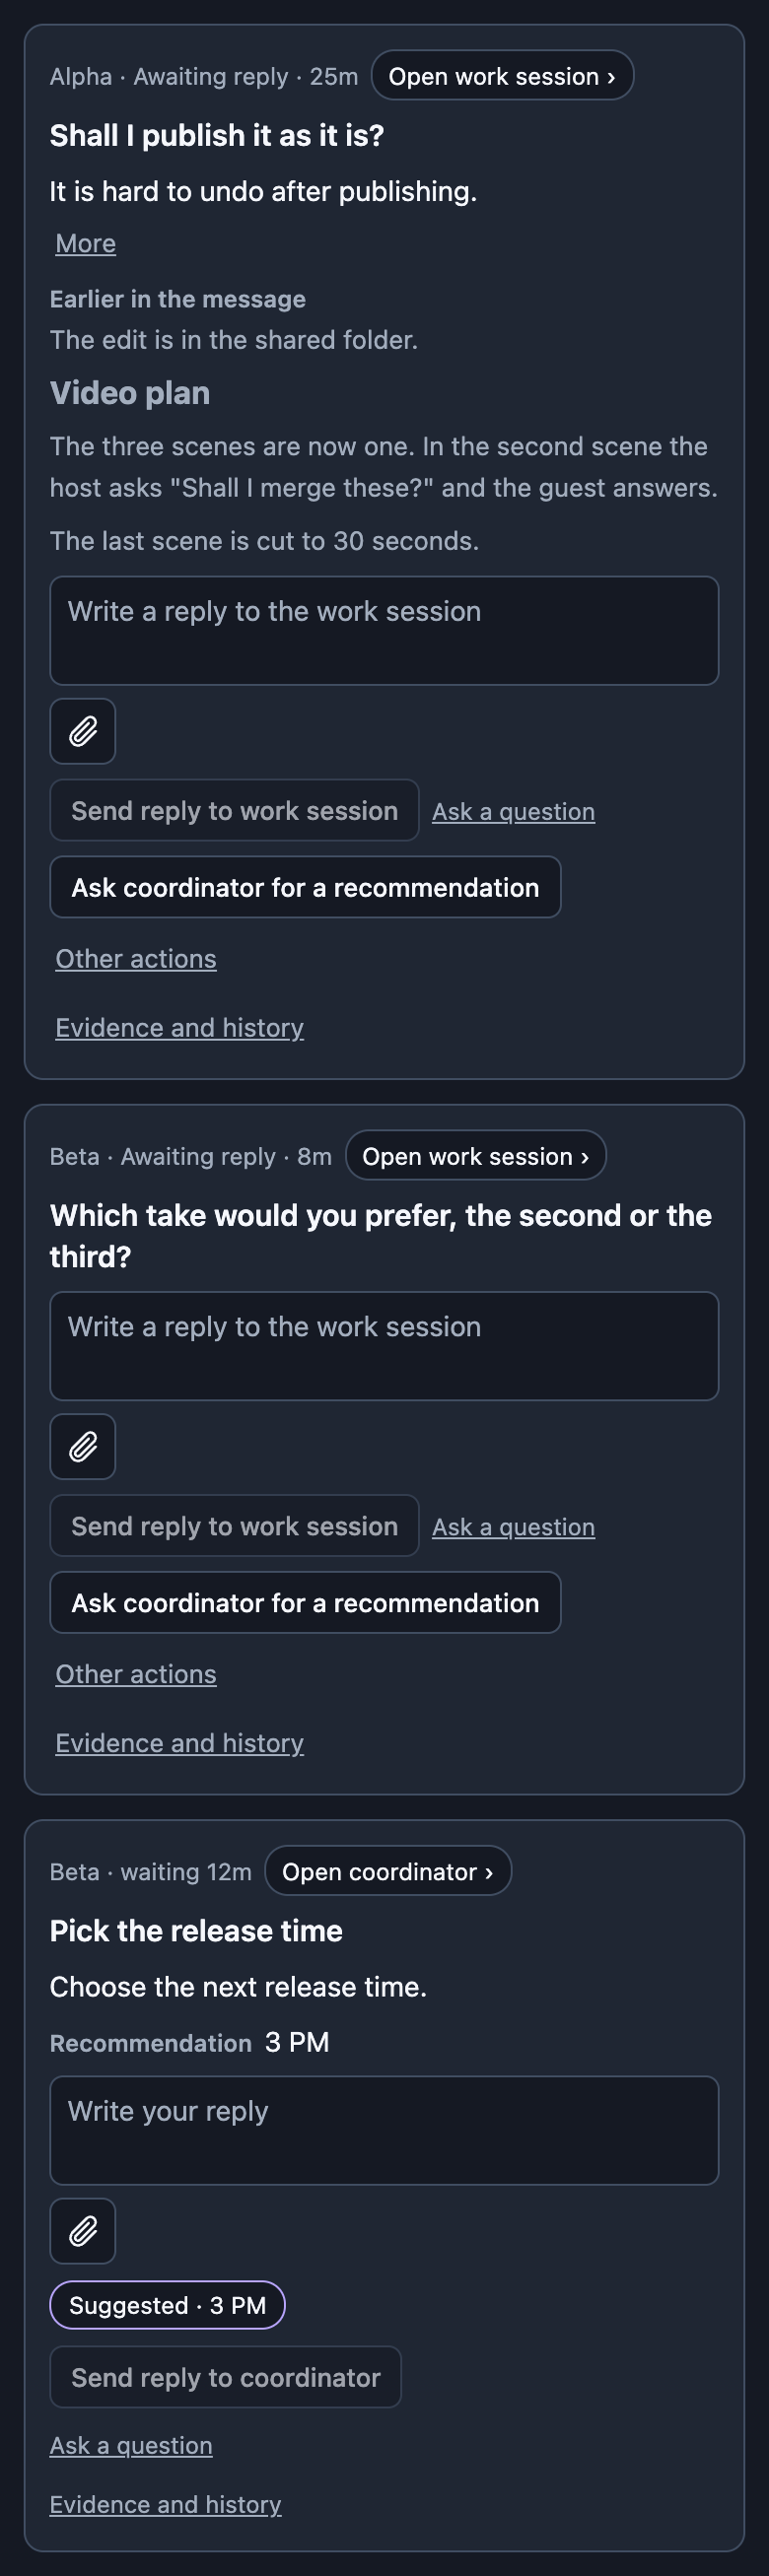 Alpha · Awaiting reply · 25m Open work session ›
Shall I publish it as it is?
It is hard to undo after publishing.
More
Earlier in the message
The edit is in the shared folder.
Video plan
The three scenes are now one. In the second scene the
host asks "Shall I merge these?" and the guest answers.
The last scene is cut to 30 seconds.
Write a reply to the work session
Send reply to work session Ask a question
Ask coordinator for a recommendation
Other actions
Evidence and history
Beta · Awaiting reply · 8m Open work session ›
Which take would you prefer, the second or the
third?
Write a reply to the work session
Send reply to work session Ask a question
Ask coordinator for a recommendation
Other actions
Evidence and history
Beta · waiting 12m Open coordinator ›
Pick the release time
Choose the next release time.
Recommendation 3 PM
Write your reply
Suggested · 3 PM
Send reply to coordinator
Ask a question
Evidence and history